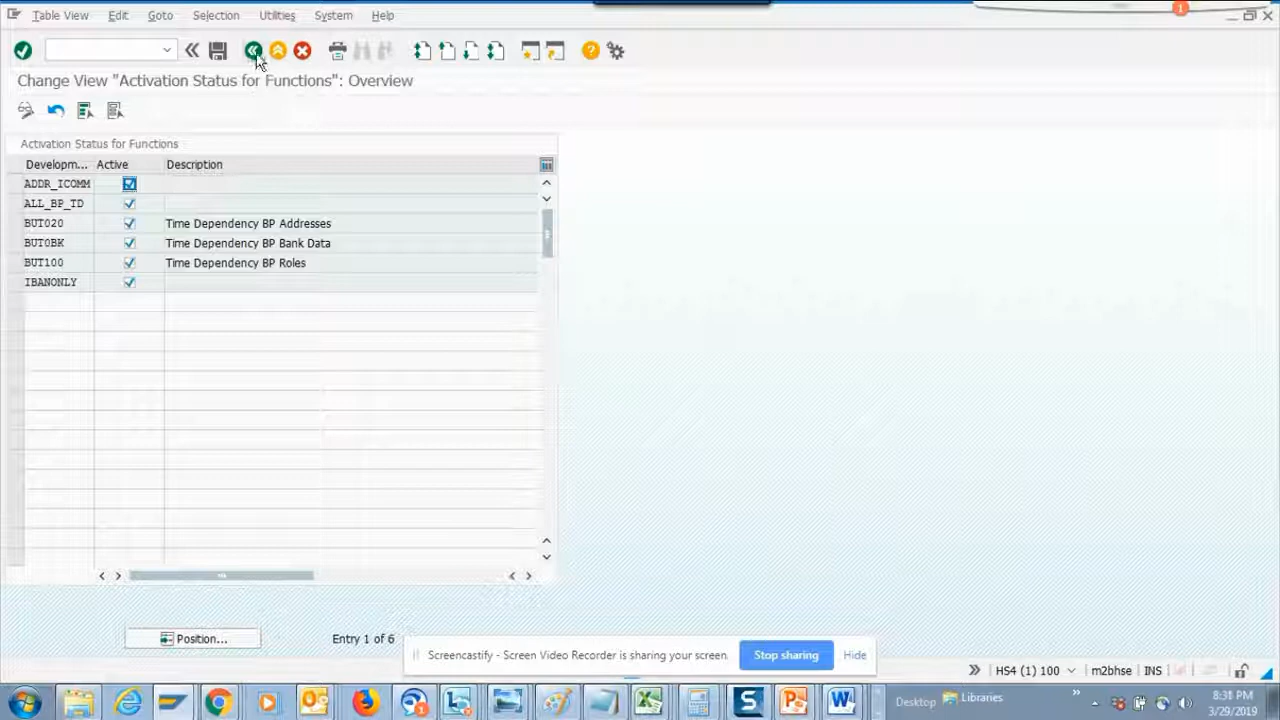 1
Table View Edit Goto Selection Utilities System Help
Change View "Activation Status for Functions": Overview
Activation Status for Functions
Developm... Active Description
ADDR_ICOMM
ALL_BP_TD
BUT020 Time Dependency BP Addresses
BUT0BK Time Dependency BP Bank Data
BUT100 Time Dependency BP Roles
IBANONLY
Position... Entry 1 of 6
Screencastify - Screen Video Recorder is sharing your screen. Stop sharing Hide
HS4 (1) 100 m2bhse INS
Desktop Libraries 8:31 PM
3/29/2019